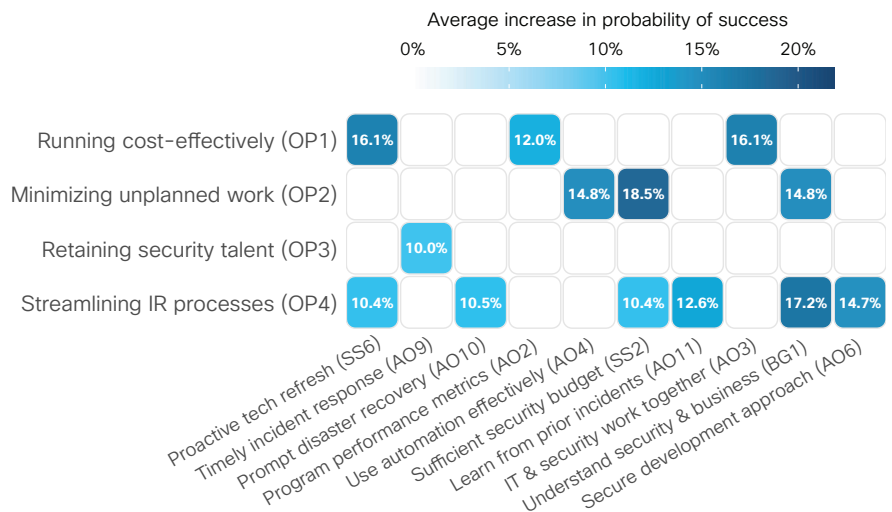 Average increase in probability of success
0% 5% 10% 15% 20%
Running cost-effectively (OP1) 16.1% 12.0% 16.1%
Minimizing unplanned work (OP2) 14.8% 18.5% 14.8%
Retaining security talent (OP3) 10.0%
Streamlining IR processes (OP4) 10.4% 10.5% 10.4% 12.6% 17.2% 14.7%
Proactive tech refresh (SS6)
Timely incident response (AO9)
Prompt disaster recovery (AO10)
Program performance metrics (AO2)
Use automation effectively (AO4)
Sufficient security budget (SS2)
Learn from prior incidents (AO11)
IT & security work together (AO3)
Understand security & business (BG1)
Secure development approach (AO6)